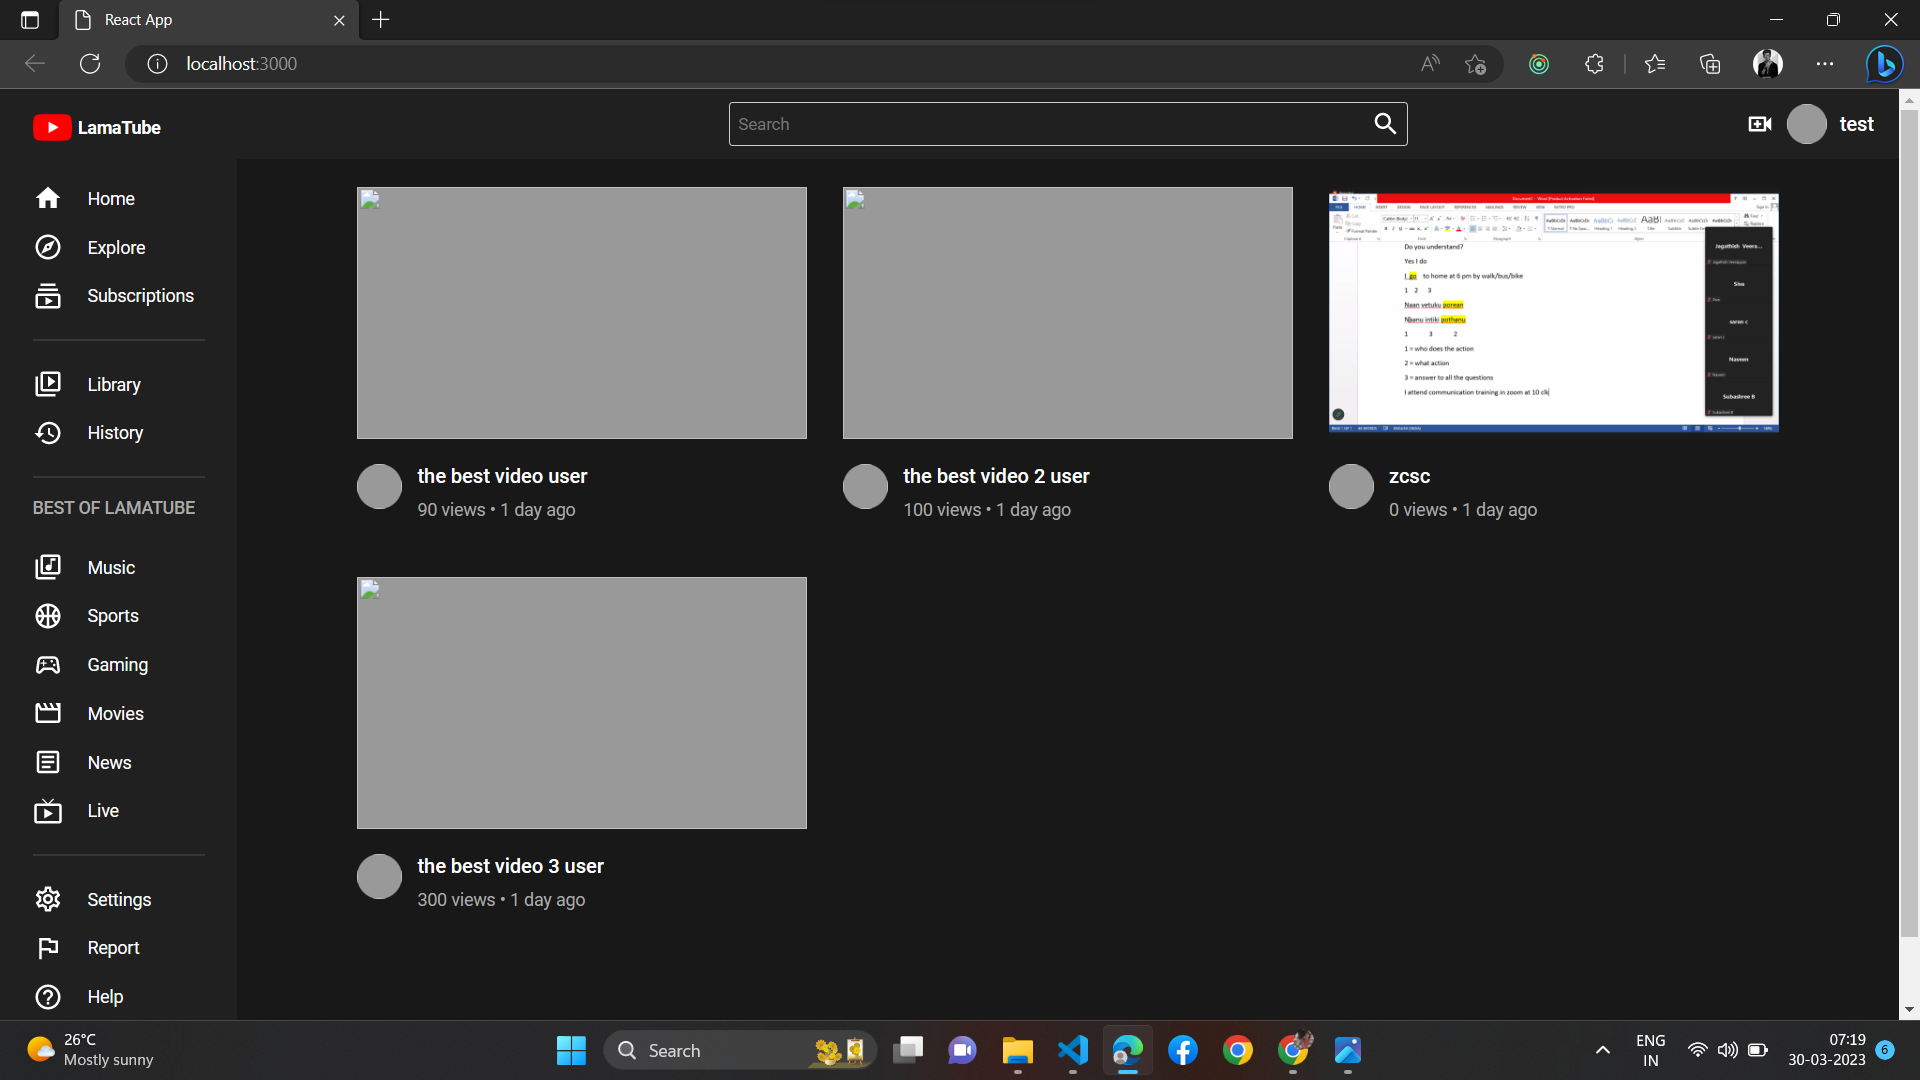 React App
localhost:3000
LamaTube
Search
test
Home
Explore
Subscriptions
Library
History
BEST OF LAMATUBE
Music
Sports
Gaming
Movies
News
Live
Settings
Report
Help
Do you understand?
Yes I do
I go to home at 6 pm by walk/bus/bike
1 2 3
Naan vetuku porean
Naanu intiki pothanu
1 3 2
1 = who does the action
2 = what action
3 = answer to all the questions
I attend communication training in zoom at 10 clk
Jagathish Veera...
Siva
Naveen
Subashree B
the best video user
90 views • 1 day ago
the best video 2 user
100 views • 1 day ago
zcsc
0 views • 1 day ago
the best video 3 user
300 views • 1 day ago
26°C
Mostly sunny
Search
ENG
IN
07:19
30-03-2023
6